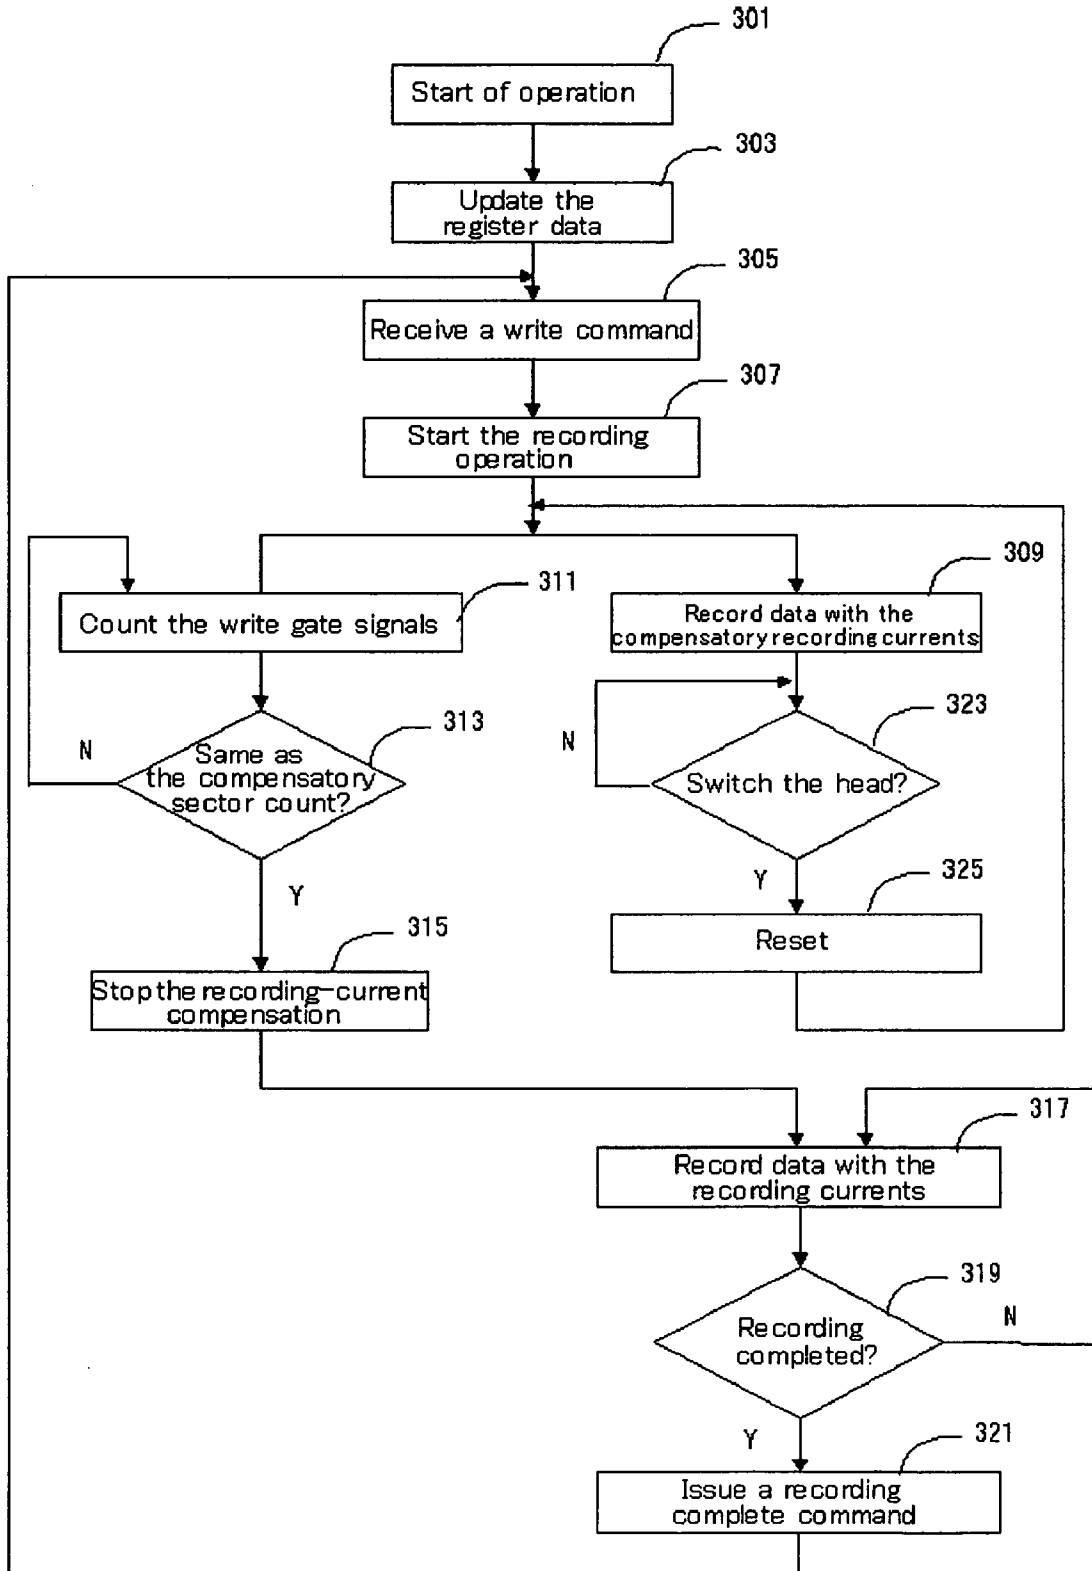 301
Start of operation
303
Update the
register data
305
Receive a write command
307
Start the recording
operation
311
Count the write gate signals
309
Record data with the
compensatory recording currents
313
N
Same as
the compensatory
sector count?
Y
323
N
Switch the head?
Y
325
Reset
315
Stop the recording-current
compensation
317
Record data with the
recording currents
319
N
Recording
completed?
Y
321
Issue a recording
complete command